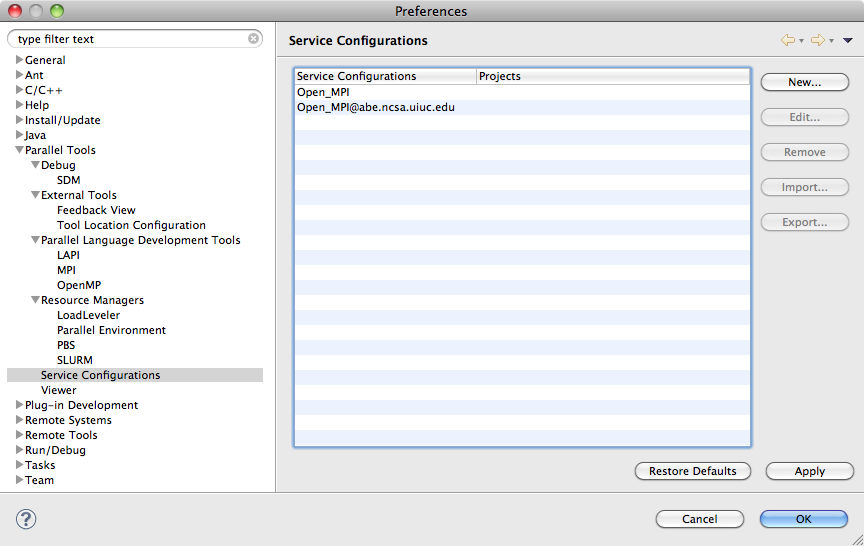 Preferences
type filter text
General
Ant
C/C++
Help
Install/Update
Java
Parallel Tools
Debug
SDM
External Tools
Feedback View
Tool Location Configuration
Parallel Language Development Tools
LAPI
MPI
OpenMP
Resource Managers
LoadLeveler
Parallel Environment
PBS
SLURM
Service Configurations
Viewer
Plug-in Development
Remote Systems
Remote Tools
Run/Debug
Tasks
Team
Service Configurations
Service Configurations Projects
Open_MPI
Open_MPI@abe.ncsa.uiuc.edu
New...
Edit...
Remove
Import...
Export...
Restore Defaults Apply
? Cancel OK